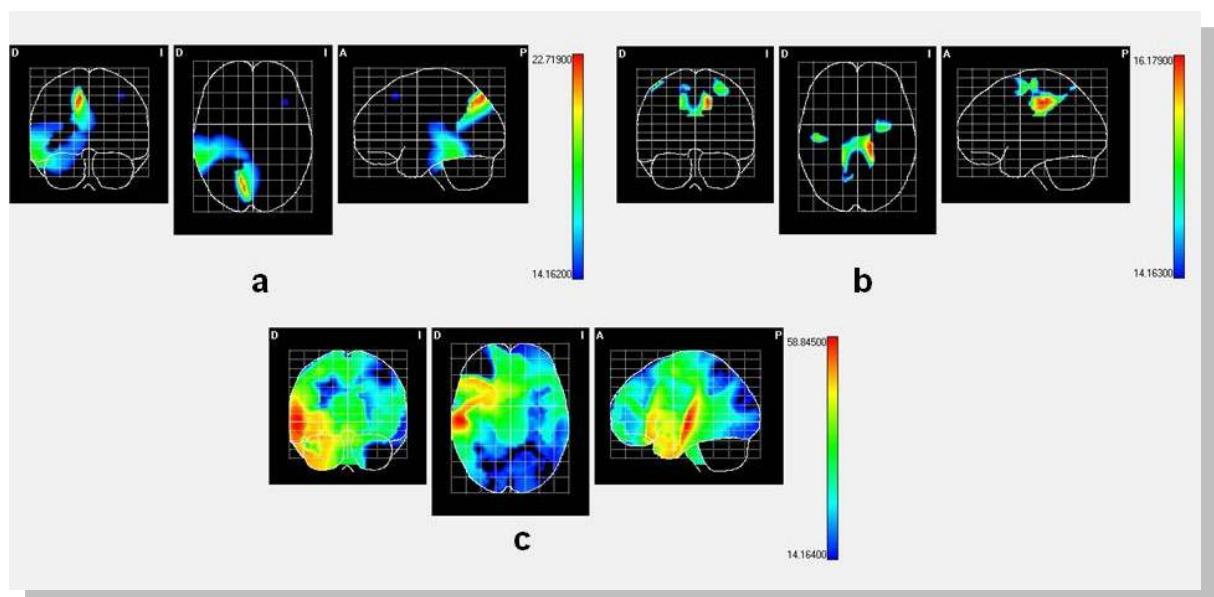 D I D I A P 22.71900
14.16200
a
D I D I A P 16.17900
14.16300
b
D I D I A P 58.84500
14.16400
c